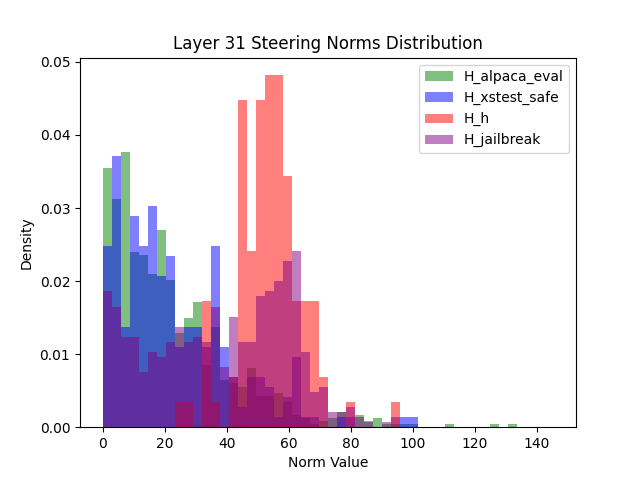 Layer 31 Steering Norms Distribution
0.05
0.04
0.03
0.02
0.01
0.00
Density
H_alpaca_eval
H_xstest_safe
H_h
H_jailbreak
0 20 40 60 80 100 120 140
Norm Value